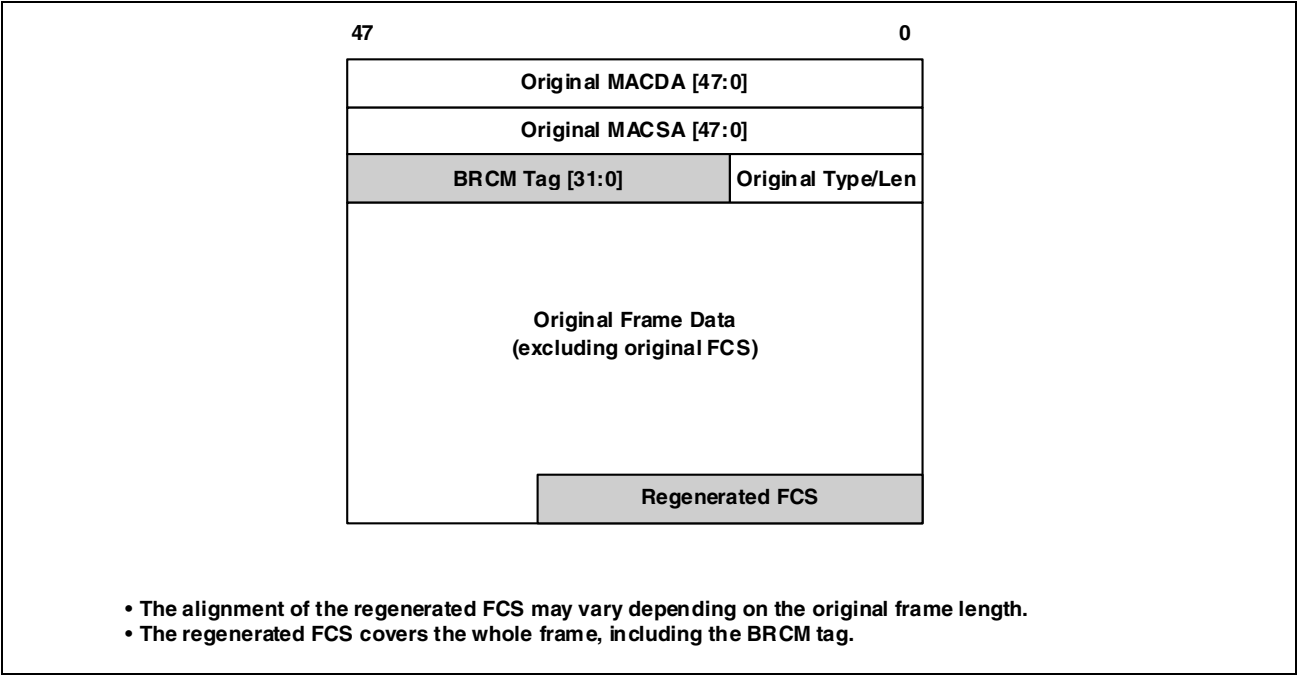 47 0
Original MACDA [47:0]
Original MACSA [47:0]
BRCM Tag [31:0] Original Type/Len
Original Frame Data
(excluding original FCS)
Regenerated FCS
• The alignment of the regenerated FCS may vary depending on the original frame length.
• The regenerated FCS covers the whole frame, including the BRCM tag.